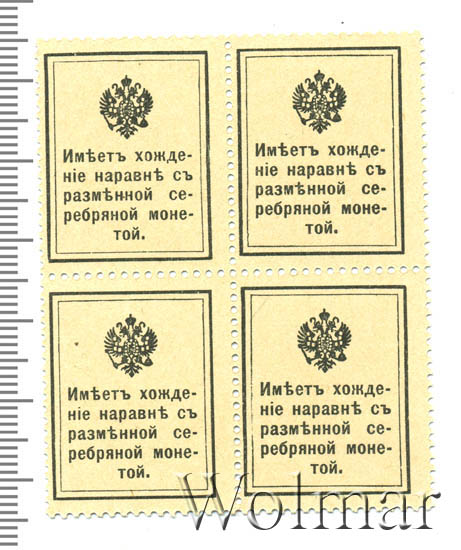 Имѣетъ хожде-
ніе наравнѣ съ
размѣнной се-
ребряной моне-
той.
Имѣетъ хожде-
ніе наравнѣ съ
размѣнной се-
ребряной моне-
той.
Имѣетъ хожде-
ніе наравнѣ съ
размѣнной се-
ребряной моне-
той.
Имѣетъ хожде-
ніе наравнѣ съ
размѣнной се-
ребряной моне-
той.
Wolmar